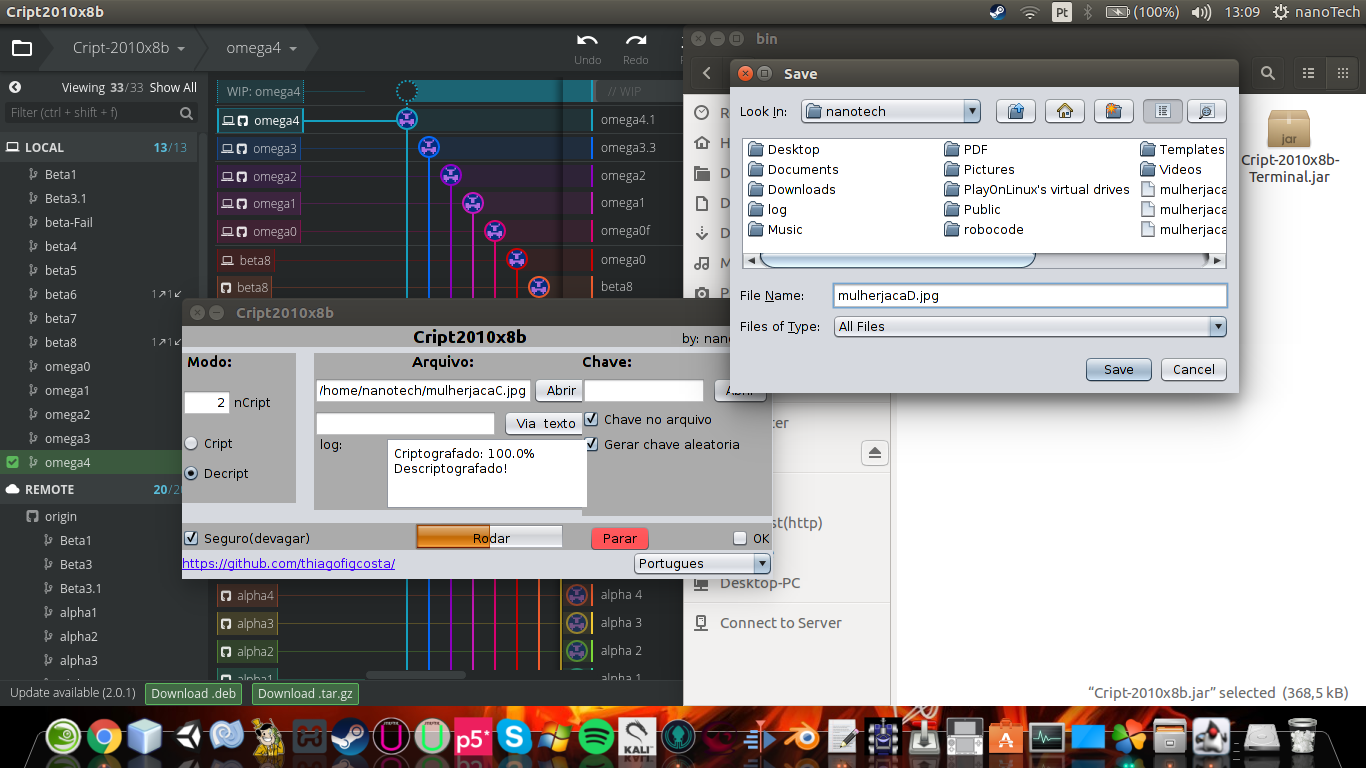 Cript2010x8b
Pt
(100%)
13:09
nanoTech
Cript-2010x8b
omega4
Undo
Redo
Viewing 33/33 Show All
Filter (ctrl + shift + f)
LOCAL 13/13
Beta1
Beta3.1
beta-Fail
beta4
beta5
beta6 1↗1↙
beta7
beta8 1↗1↙
omega0
omega1
omega2
omega3
omega4
REMOTE
origin
Beta1
Beta3
Beta3.1
alpha1
alpha2
alpha3
Update available (2.0.1)
Download .deb
Download .tar.gz
WIP: omega4
// WIP
omega4
omega4.1
omega3
omega3.3
omega2
omega2
omega1
omega1
omega0
omega0f
beta8
omega0
beta8
beta8
alpha4
alpha 4
alpha3
alpha 3
alpha2
alpha 2
alpha1
alpha 1
Cript2010x8b
Cript2010x8b
Modo:
2 nCript
Cript
Decript
Arquivo:
/home/nanotech/mulherjacaC.jpg
Abrir
Via texto
log:
Criptografado: 100.0%
Descriptografado!
Chave:
Abrir
Chave no arquivo
Gerar chave aleatoria
Seguro(devagar)
Rodar
Parar
OK
https://github.com/thiagofigcosta/
Portugues
bin
Cript-2010x8b-
Terminal.jar
jar
Desktop-PC
Connect to Server
“Cript-2010x8b.jar” selected (368,5 kB)
Save
Look In:
nanotech
Desktop
Documents
Downloads
log
Music
PDF
Pictures
PlayOnLinux's virtual drives
Public
robocode
Templates
Videos
mulherjaca
mulherjaca
mulherjaca
File Name:
mulherjacaD.jpg
Files of Type:
All Files
Save
Cancel
p5*
KALI